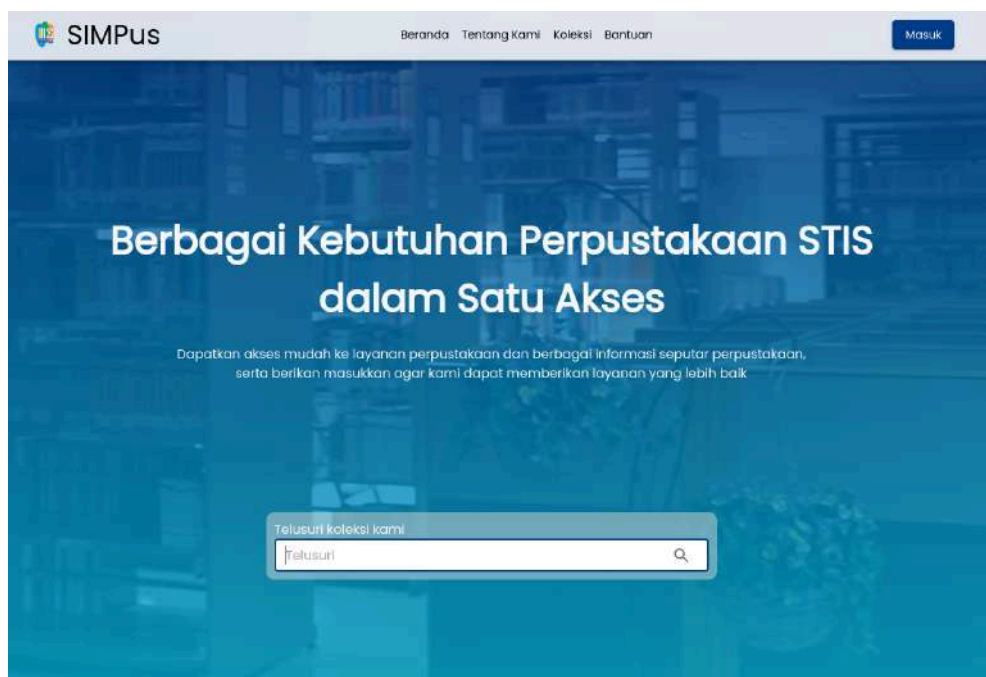 SIMPus
Beranda Tentang Kami Koleksi Bantuan
Masuk
Berbagai Kebutuhan Perpustakaan STIS
dalam Satu Akses
Dapatkan akses mudah ke layanan perpustakaan dan berbagai informasi seputar perpustakaan,
serta berikan masukkan agar kami dapat memberikan layanan yang lebih baik
Telusuri koleksi kami
Telusuri